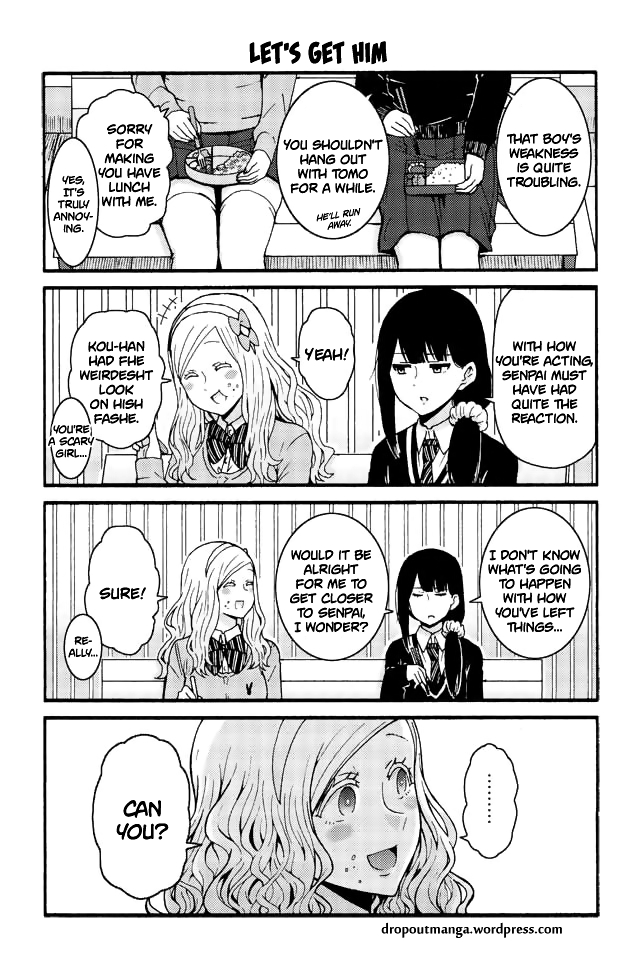 LET'S GET HIM
THAT BOY'S
WEAKNESS
IS QUITE
TROUBLING.
YOU SHOULDN'T
HANG OUT
WITH TOMO
FOR A WHILE.
HE'LL RUN
AWAY.
SORRY
FOR
MAKING
YOU HAVE
LUNCH
WITH ME.
YES,
IT'S
TRULY
ANNOY-
ING.
WITH HOW
YOU'RE ACTING,
SENPAI MUST
HAVE HAD
QUITE THE
REACTION.
YEAH!
KOU-HAN
HAD FHE
WEIRDESHT
LOOK
ON HISH
FASHE.
YOU'RE
A SCARY
GIRL...
I DON'T KNOW
WHAT'S GOING
TO HAPPEN
WITH HOW
YOU'VE LEFT
THINGS...
WOULD IT BE
ALRIGHT
FOR ME TO
GET CLOSER
TO SENPAI,
I WONDER?
SURE!
RE-
ALLY...
.........
CAN
YOU?
dropoutmanga.wordpress.com